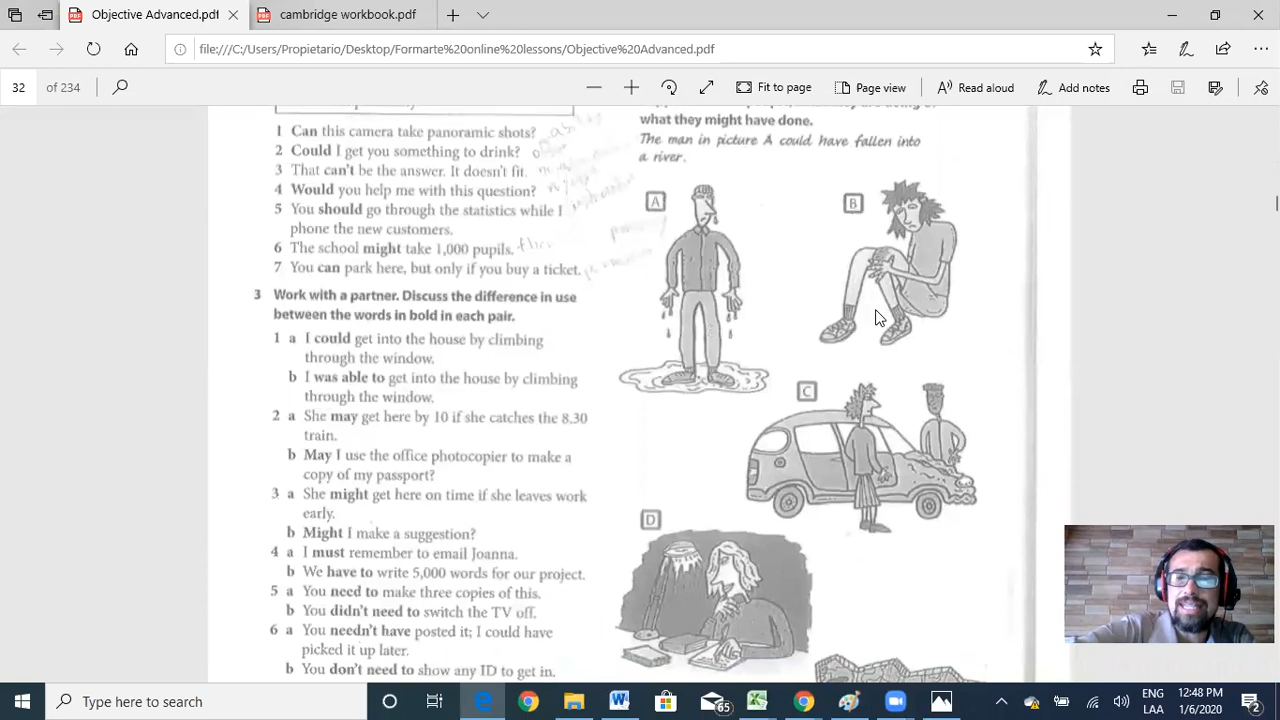 Objective Advanced.pdf
cambridge workbook.pdf
file:///C:/Users/Propietario/Desktop/Formarte%20online%20lessons/Objective%20Advanced.pdf
32 of 234
Fit to page
Page view
Read aloud
Add notes
1 Can this camera take panoramic shots?
2 Could I get you something to drink?
3 That can't be the answer. It doesn't fit.
4 Would you help me with this question?
5 You should go through the statistics while I
phone the new customers.
6 The school might take 1,000 pupils.
7 You can park here, but only if you buy a ticket.
3 Work with a partner. Discuss the difference in use
between the words in bold in each pair.
1 a I could get into the house by climbing
through the window.
b I was able to get into the house by climbing
through the window.
2 a She may get here by 10 if she catches the 8.30
train.
b May I use the office photocopier to make a
copy of my passport?
3 a She might get here on time if she leaves work
early.
b Might I make a suggestion?
4 a I must remember to email Joanna.
b We have to write 5,000 words for our project.
5 a You need to make three copies of this.
b You didn't need to switch the TV off.
6 a You needn't have posted it; I could have
picked it up later.
b You don't need to show any ID to get in.
what they might have done.
The man in picture A could have fallen into
a river.
A
B
C
D
Type here to search
65
ENG
LAA
12:48 PM
1/6/2020
2